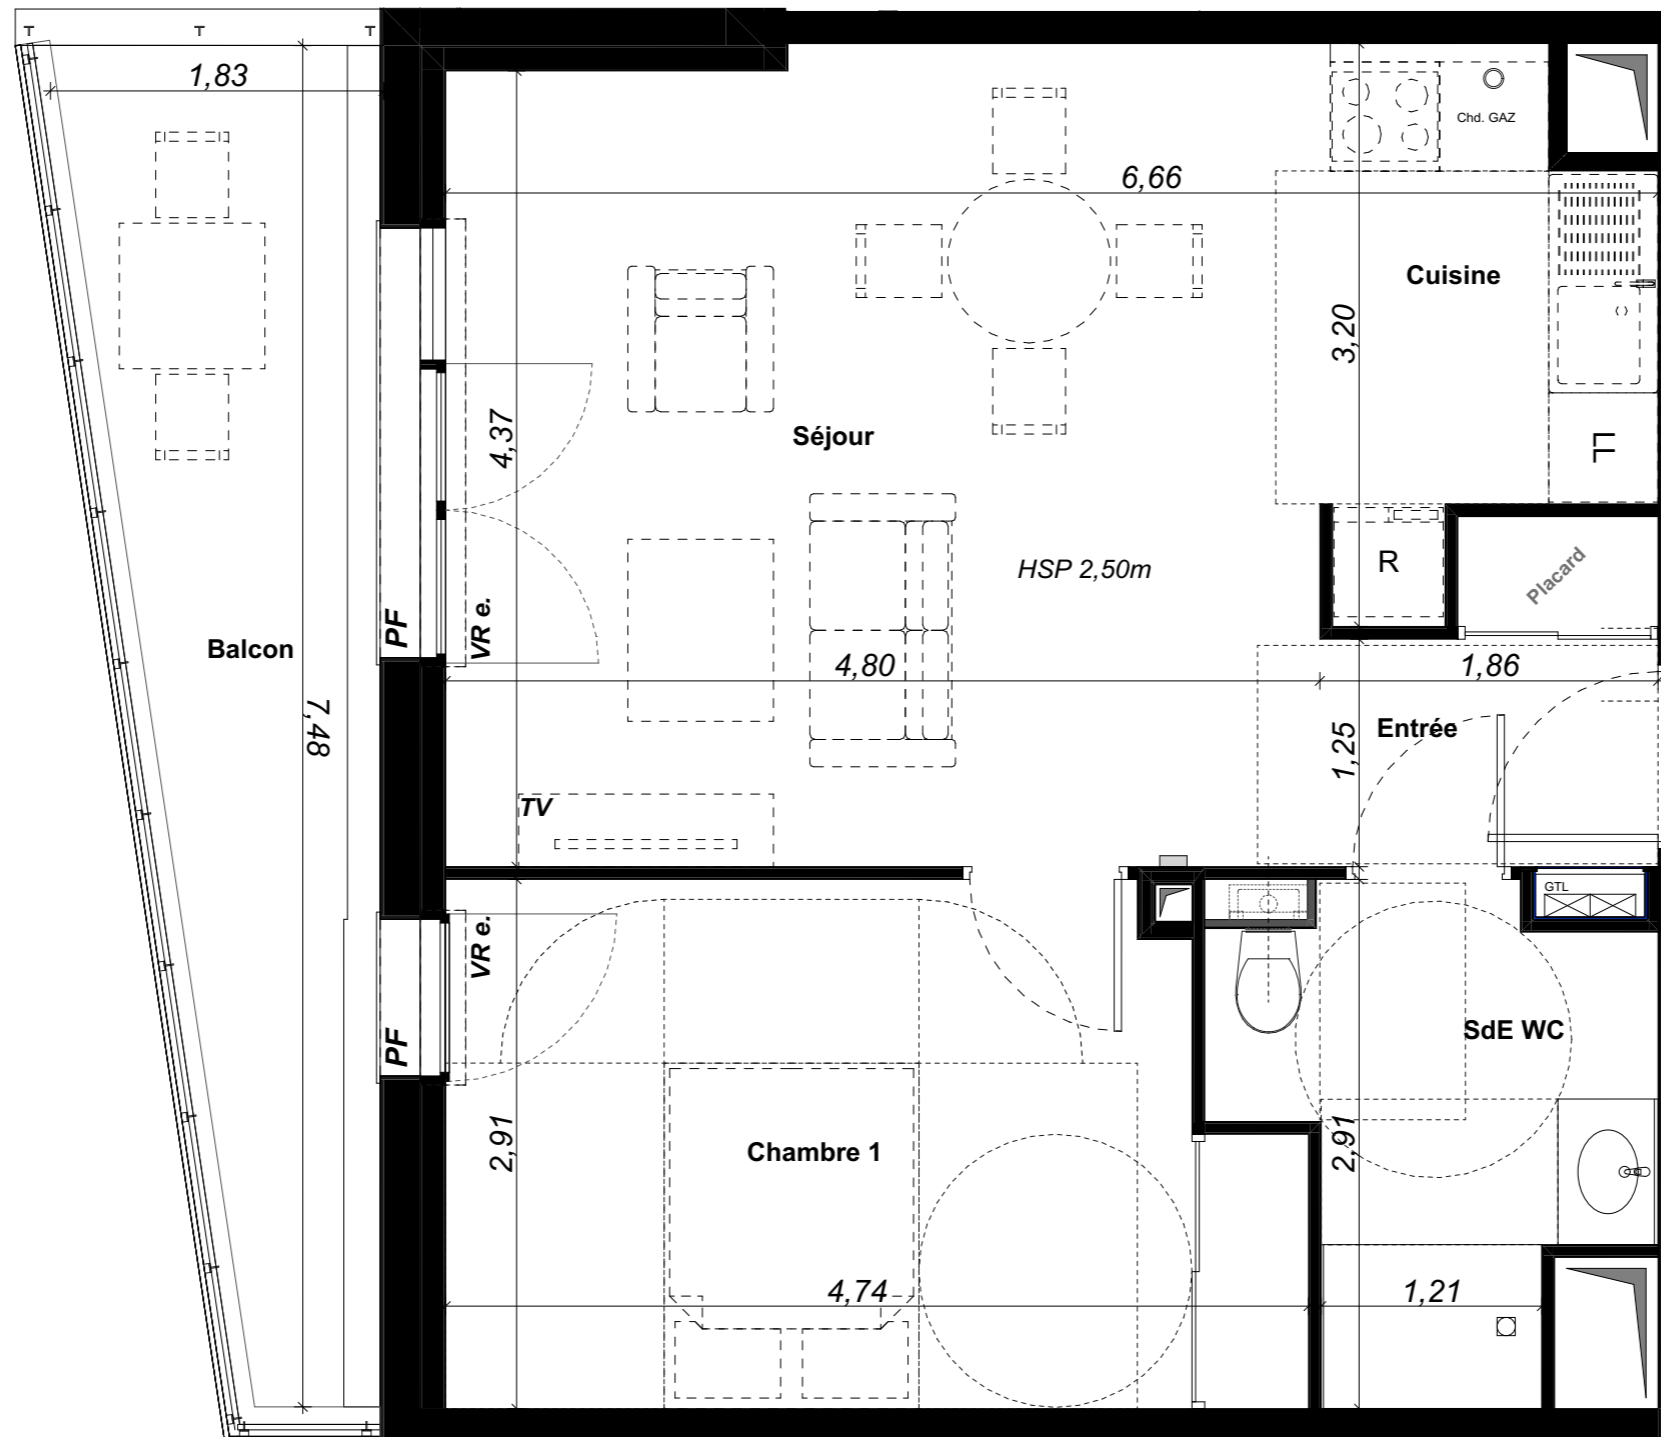 1,83
Chd. GAZ
6,66
Cuisine
3,20
4,37
Séjour
LL
HSP 2,50m
R
Placard
PF
VR e.
Balcon
4,80
1,86
7,48
Entrée
1,25
TV
GTL
VR e.
PF
SdE WC
2,91
Chambre 1
2,91
4,74
1,21